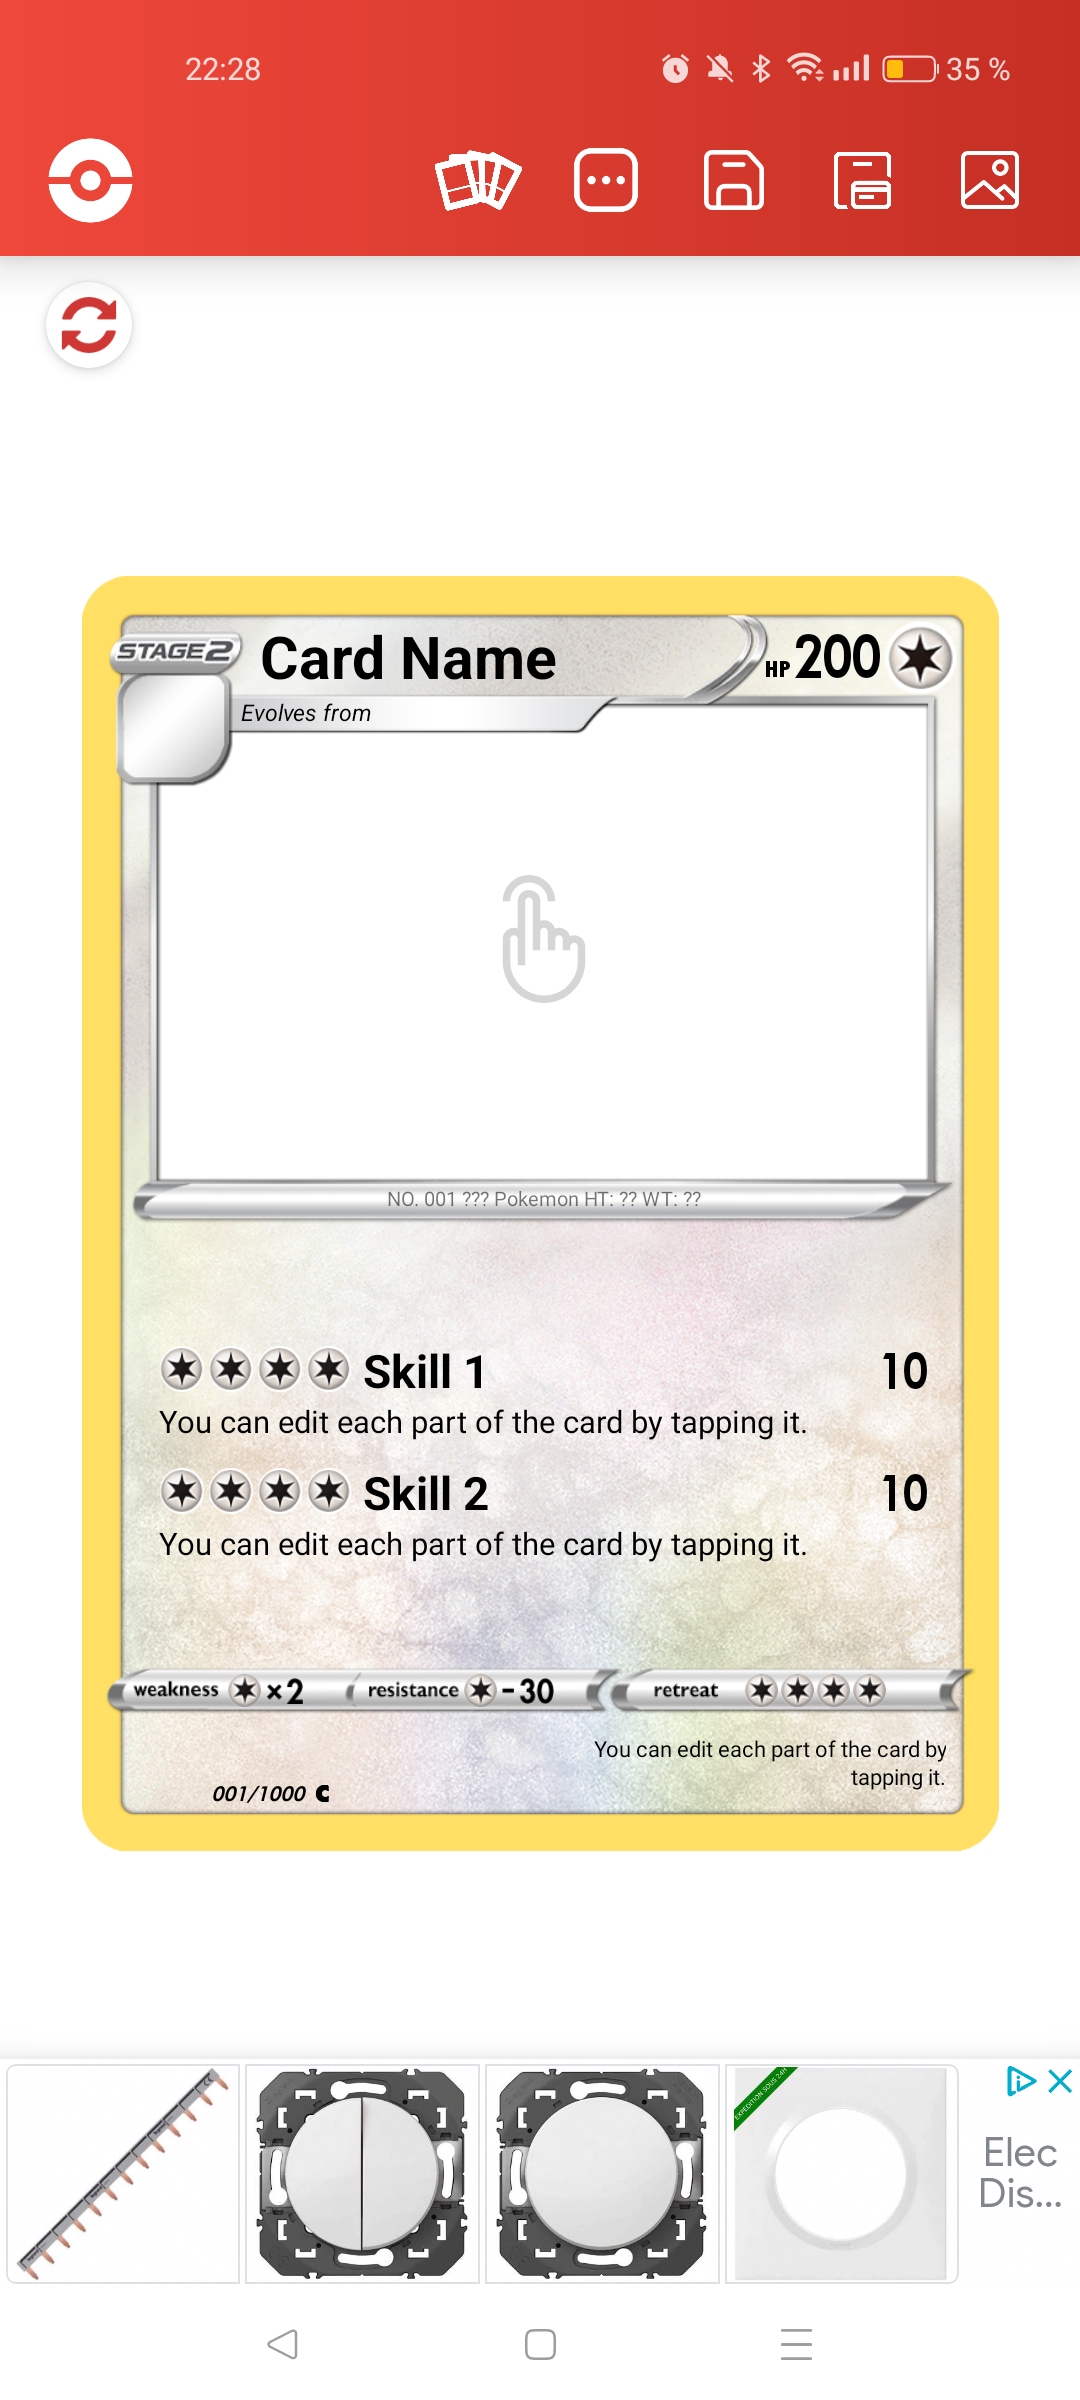 22:28
35 %
STAGE2
Card Name
HP 200
Evolves from
NO. 001 ??? Pokemon HT: ?? WT: ??
Skill 1 10
You can edit each part of the card by tapping it.
Skill 2 10
You can edit each part of the card by tapping it.
weakness ×2 resistance -30 retreat
You can edit each part of the card by
tapping it.
001/1000 C
EXPEDITION SOUS 24H
Elec
Dis...